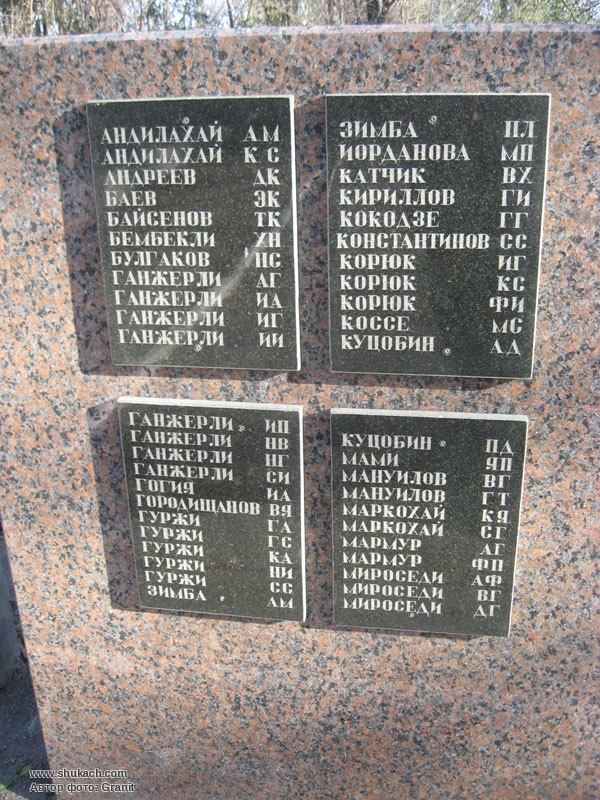 АНДИЛАХАЙ А М
АНДИЛАХАЙ К С
АНДРЕЕВ ДК
БАЕВ ЭК
БАЙСЕНОВ ТК
БЕМБЕКЛИ ХН
БУЛГАКОВ НС
ГАНЖЕРЛИ АГ
ГАНЖЕРЛИ ИА
ГАНЖЕРЛИ ИГ
ГАНЖЕРЛИ ИИ
ЗИМБА ПЛ
ИОРДАНОВА МП
КАТЧИК ВХ
КИРИЛЛОВ ГИ
КОКОДЗЕ ГГ
КОНСТАНТИНОВ СС
КОРЮК ИГ
КОРЮК КС
КОРЮК ФИ
КОССЕ МС
КУЦОБИН АД
ГАНЖЕРЛИ ИП
ГАНЖЕРЛИ НВ
ГАНЖЕРЛИ НГ
ГАНЖЕРЛИ СИ
ГОГИЯ ИА
ГОРОДИЩАНОВ ВЯ
ГУРЖИ ГА
ГУРЖИ ГС
ГУРЖИ КА
ГУРЖИ НИ
ГУРЖИ СС
ЗИМБА АМ
КУЦОБИН ПД
МАМИ ЯП
МАНУИЛОВ ВГ
МАНУИЛОВ ГТ
МАРКОХАЙ КЯ
МАРКОХАЙ СГ
МАРМУР АГ
МАРМУР ФП
МИРОСЕДИ АФ
МИРОСЕДИ ВГ
МИРОСЕДИ ДГ
www.shukach.com
Автор фото: Granit